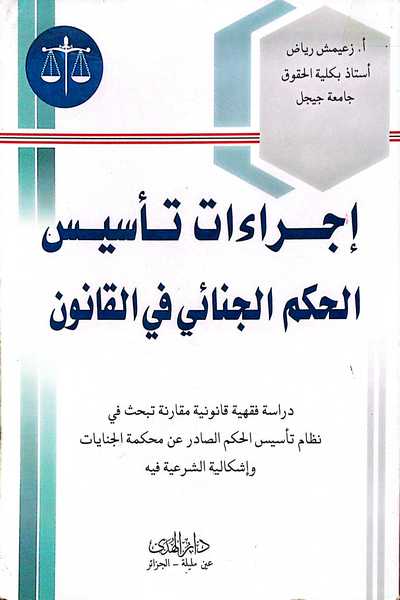 أ. زعيمش رياض
أستاذ بكلية الحقوق
جامعة جيجل
إجراءات تأسيس
الحكم الجنائي في القانون
دراسة فقهية قانونية مقارنة تبحث في
نظام تأسيس الحكم الصادر عن محكمة الجنايات
وإشكالية الشرعية فيه
دار الهدى
عين مليلة - الجزائر